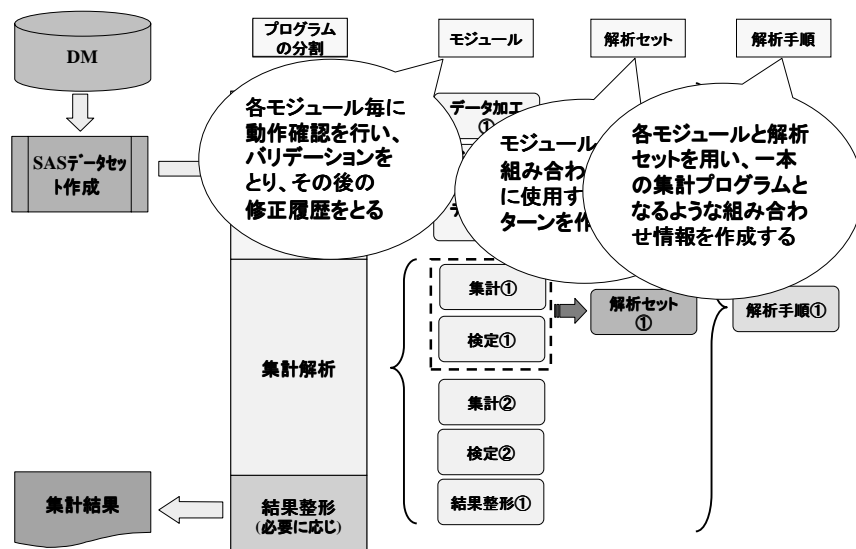 DM
プログラム
の分割
モジュール
解析セット
解析手順
SASデータセッ
ト作成
各モジュール毎に
動作確認を行い、
バリデーションを
とり、その後の
修正履歴をとる
データ加工
①
モジュール
組み合わ
に使用す
ターンを作
各モジュールと解析
セットを用い、一本
の集計プログラムと
なるような組み合わ
せ情報を作成する
集計解析
集計①
検定①
解析セット
①
解析手順①
集計②
検定②
結果整形①
集計結果
結果整形
(必要に応じ)